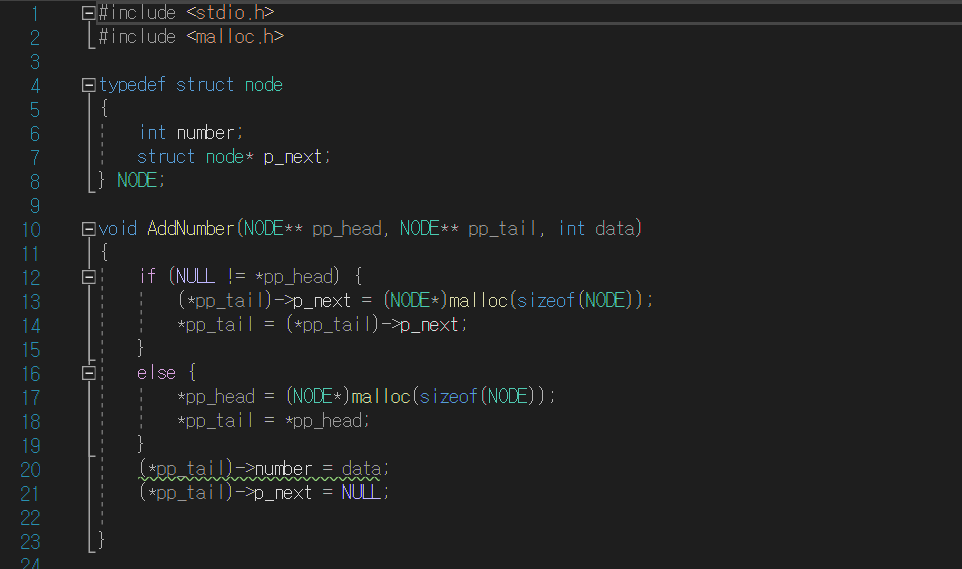 1 #include <stdio.h>
2 #include <malloc.h>
3
4 typedef struct node
5 {
6 int number;
7 struct node* p_next;
8 } NODE;
9
10 void AddNumber(NODE** pp_head, NODE** pp_tail, int data)
11 {
12 if (NULL != *pp_head) {
13 (*pp_tail)->p_next = (NODE*)malloc(sizeof(NODE));
14 *pp_tail = (*pp_tail)->p_next;
15 }
16 else {
17 *pp_head = (NODE*)malloc(sizeof(NODE));
18 *pp_tail = *pp_head;
19 }
20 (*pp_tail)->number = data;
21 (*pp_tail)->p_next = NULL;
22
23 }
24